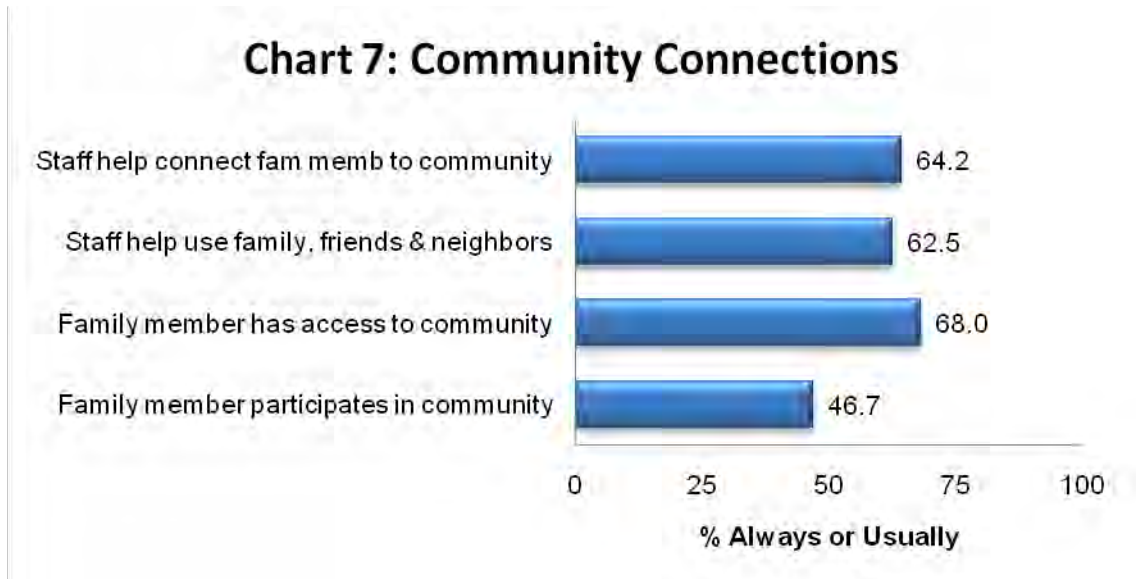 Chart 7: Community Connections
Staff help connect fam memb to community 64.2
Staff help use family, friends & neighbors 62.5
Family member has access to community 68.0
Family member participates in community 46.7
0 25 50 75 100
% Always or Usually